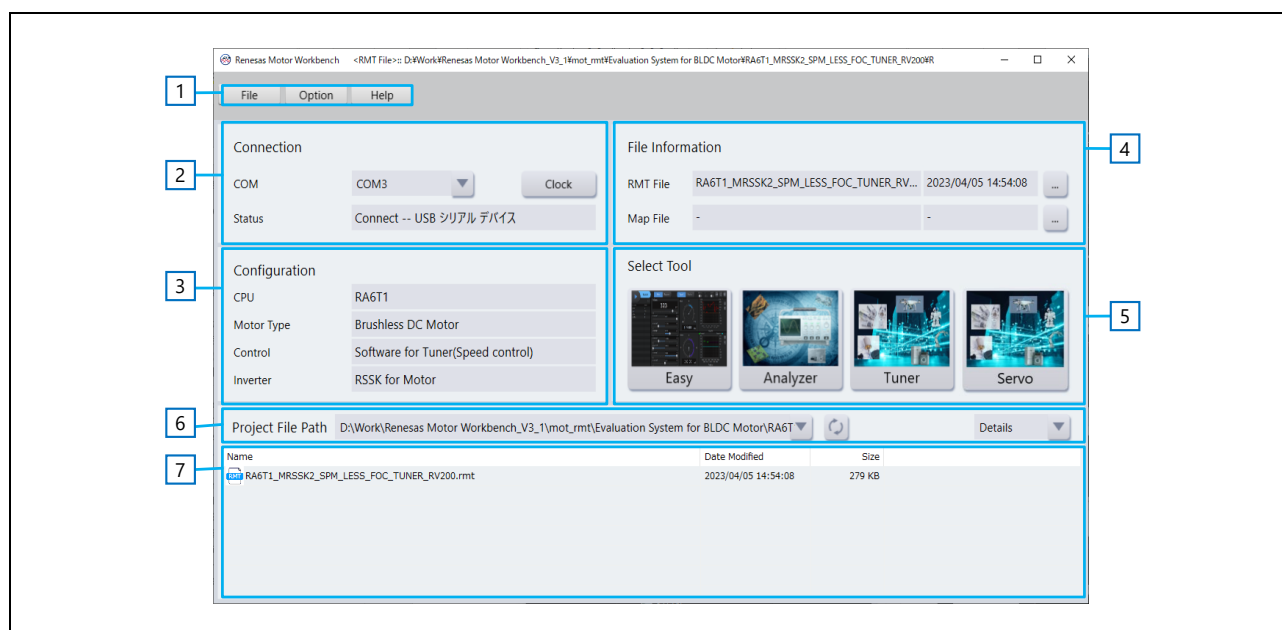 Renesas Motor Workbench <RMT File>:: D:¥Work¥Renesas Motor Workbench_V3_1¥mot_rmt¥Evaluation System for BLDC Motor¥RA6T1_MRSSK2_SPM_LESS_FOC_TUNER_RV200¥R
1
File Option Help
2
Connection
COM COM3 Clock
Status Connect -- USB シリアル デバイス
4
File Information
RMT File RA6T1_MRSSK2_SPM_LESS_FOC_TUNER_RV... 2023/04/05 14:54:08 ...
Map File - - ...
3
Configuration
CPU RA6T1
Motor Type Brushless DC Motor
Control Software for Tuner(Speed control)
Inverter RSSK for Motor
5
Select Tool
Easy Analyzer Tuner Servo
6
Project File Path D:\Work\Renesas Motor Workbench_V3_1\mot_rmt\Evaluation System for BLDC Motor\RA6T Details
7
Name Date Modified Size
RMT RA6T1_MRSSK2_SPM_LESS_FOC_TUNER_RV200.rmt 2023/04/05 14:54:08 279 KB